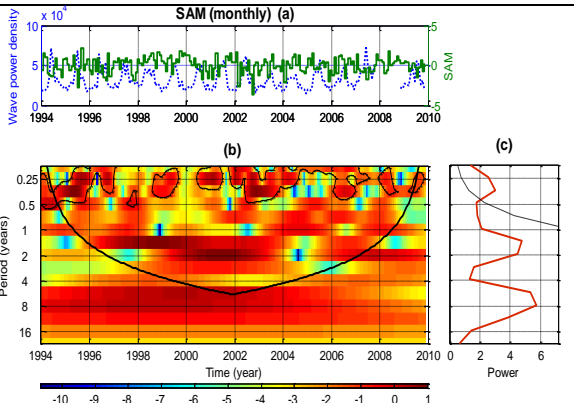 x 10^4 SAM (monthly) (a)
Wave power density
10
5
0
5
0
-5
SAM
1994 1996 1998 2000 2002 2004 2006 2008 2010
(b)
(c)
Period (years)
0.25
0.5
1
2
4
8
16
1994 1996 1998 2000 2002 2004 2006 2008 2010
Time (year)
0 2 4 6
Power
-10 -9 -8 -7 -6 -5 -4 -3 -2 -1 0 1